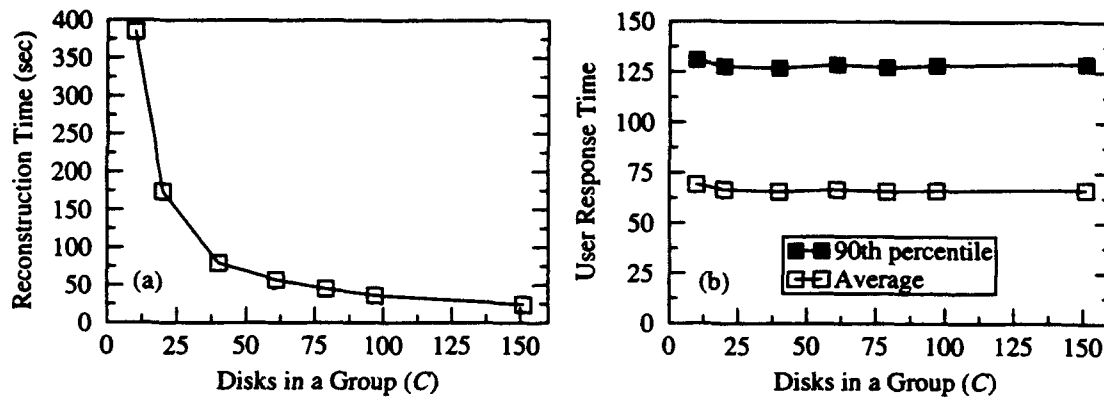 Reconstruction Time (sec)
400
350
300
250
200
150
100
50
0
(a)
0 25 50 75 100 125 150
Disks in a Group (C)
User Response Time
150
125
100
75
50
25
0
90th percentile
Average
(b)
0 25 50 75 100 125 150
Disks in a Group (C)